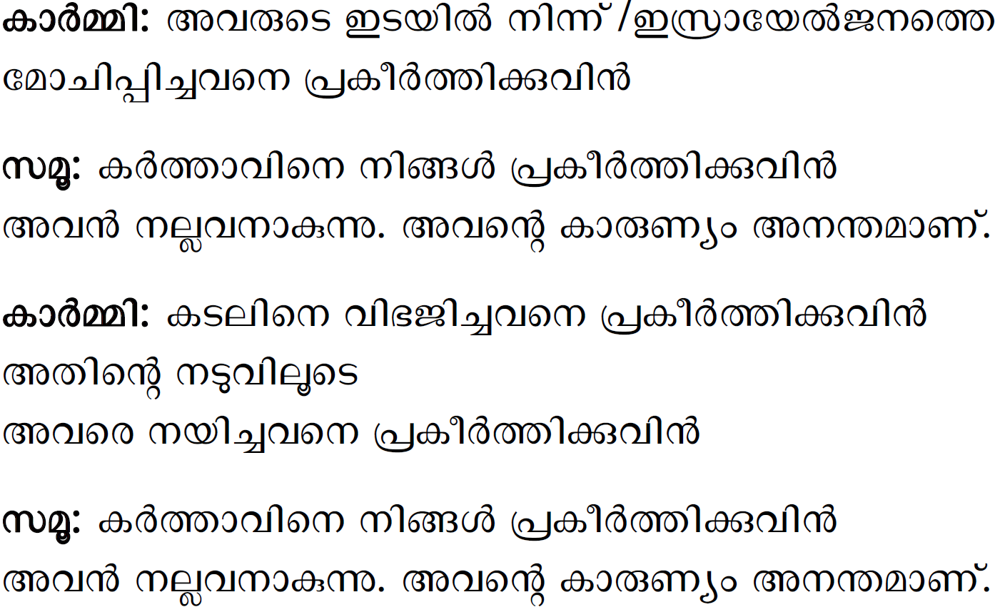 കാർമ്മി: അവരുടെ ഇടയിൽ നിന്ന് /ഇസ്രായേൽജനത്തെ
മോചിപ്പിച്ചവനെ പ്രകീർത്തിക്കുവിൻ
സമൂ: കർത്താവിനെ നിങ്ങൾ പ്രകീർത്തിക്കുവിൻ
അവൻ നല്ലവനാകുന്നു. അവന്റെ കാരുണ്യം അനന്തമാണ്.
കാർമ്മി: കടലിനെ വിഭജിച്ചവനെ പ്രകീർത്തിക്കുവിൻ
അതിന്റെ നടുവിലൂടെ
അവരെ നയിച്ചവനെ പ്രകീർത്തിക്കുവിൻ
സമൂ: കർത്താവിനെ നിങ്ങൾ പ്രകീർത്തിക്കുവിൻ
അവൻ നല്ലവനാകുന്നു. അവന്റെ കാരുണ്യം അനന്തമാണ്.